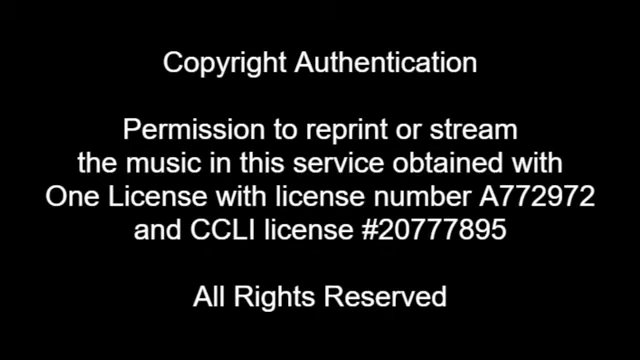 Copyright Authentication
Permission to reprint or stream
the music in this service obtained with
One License with license number A772972
and CCLI license #20777895
All Rights Reserved